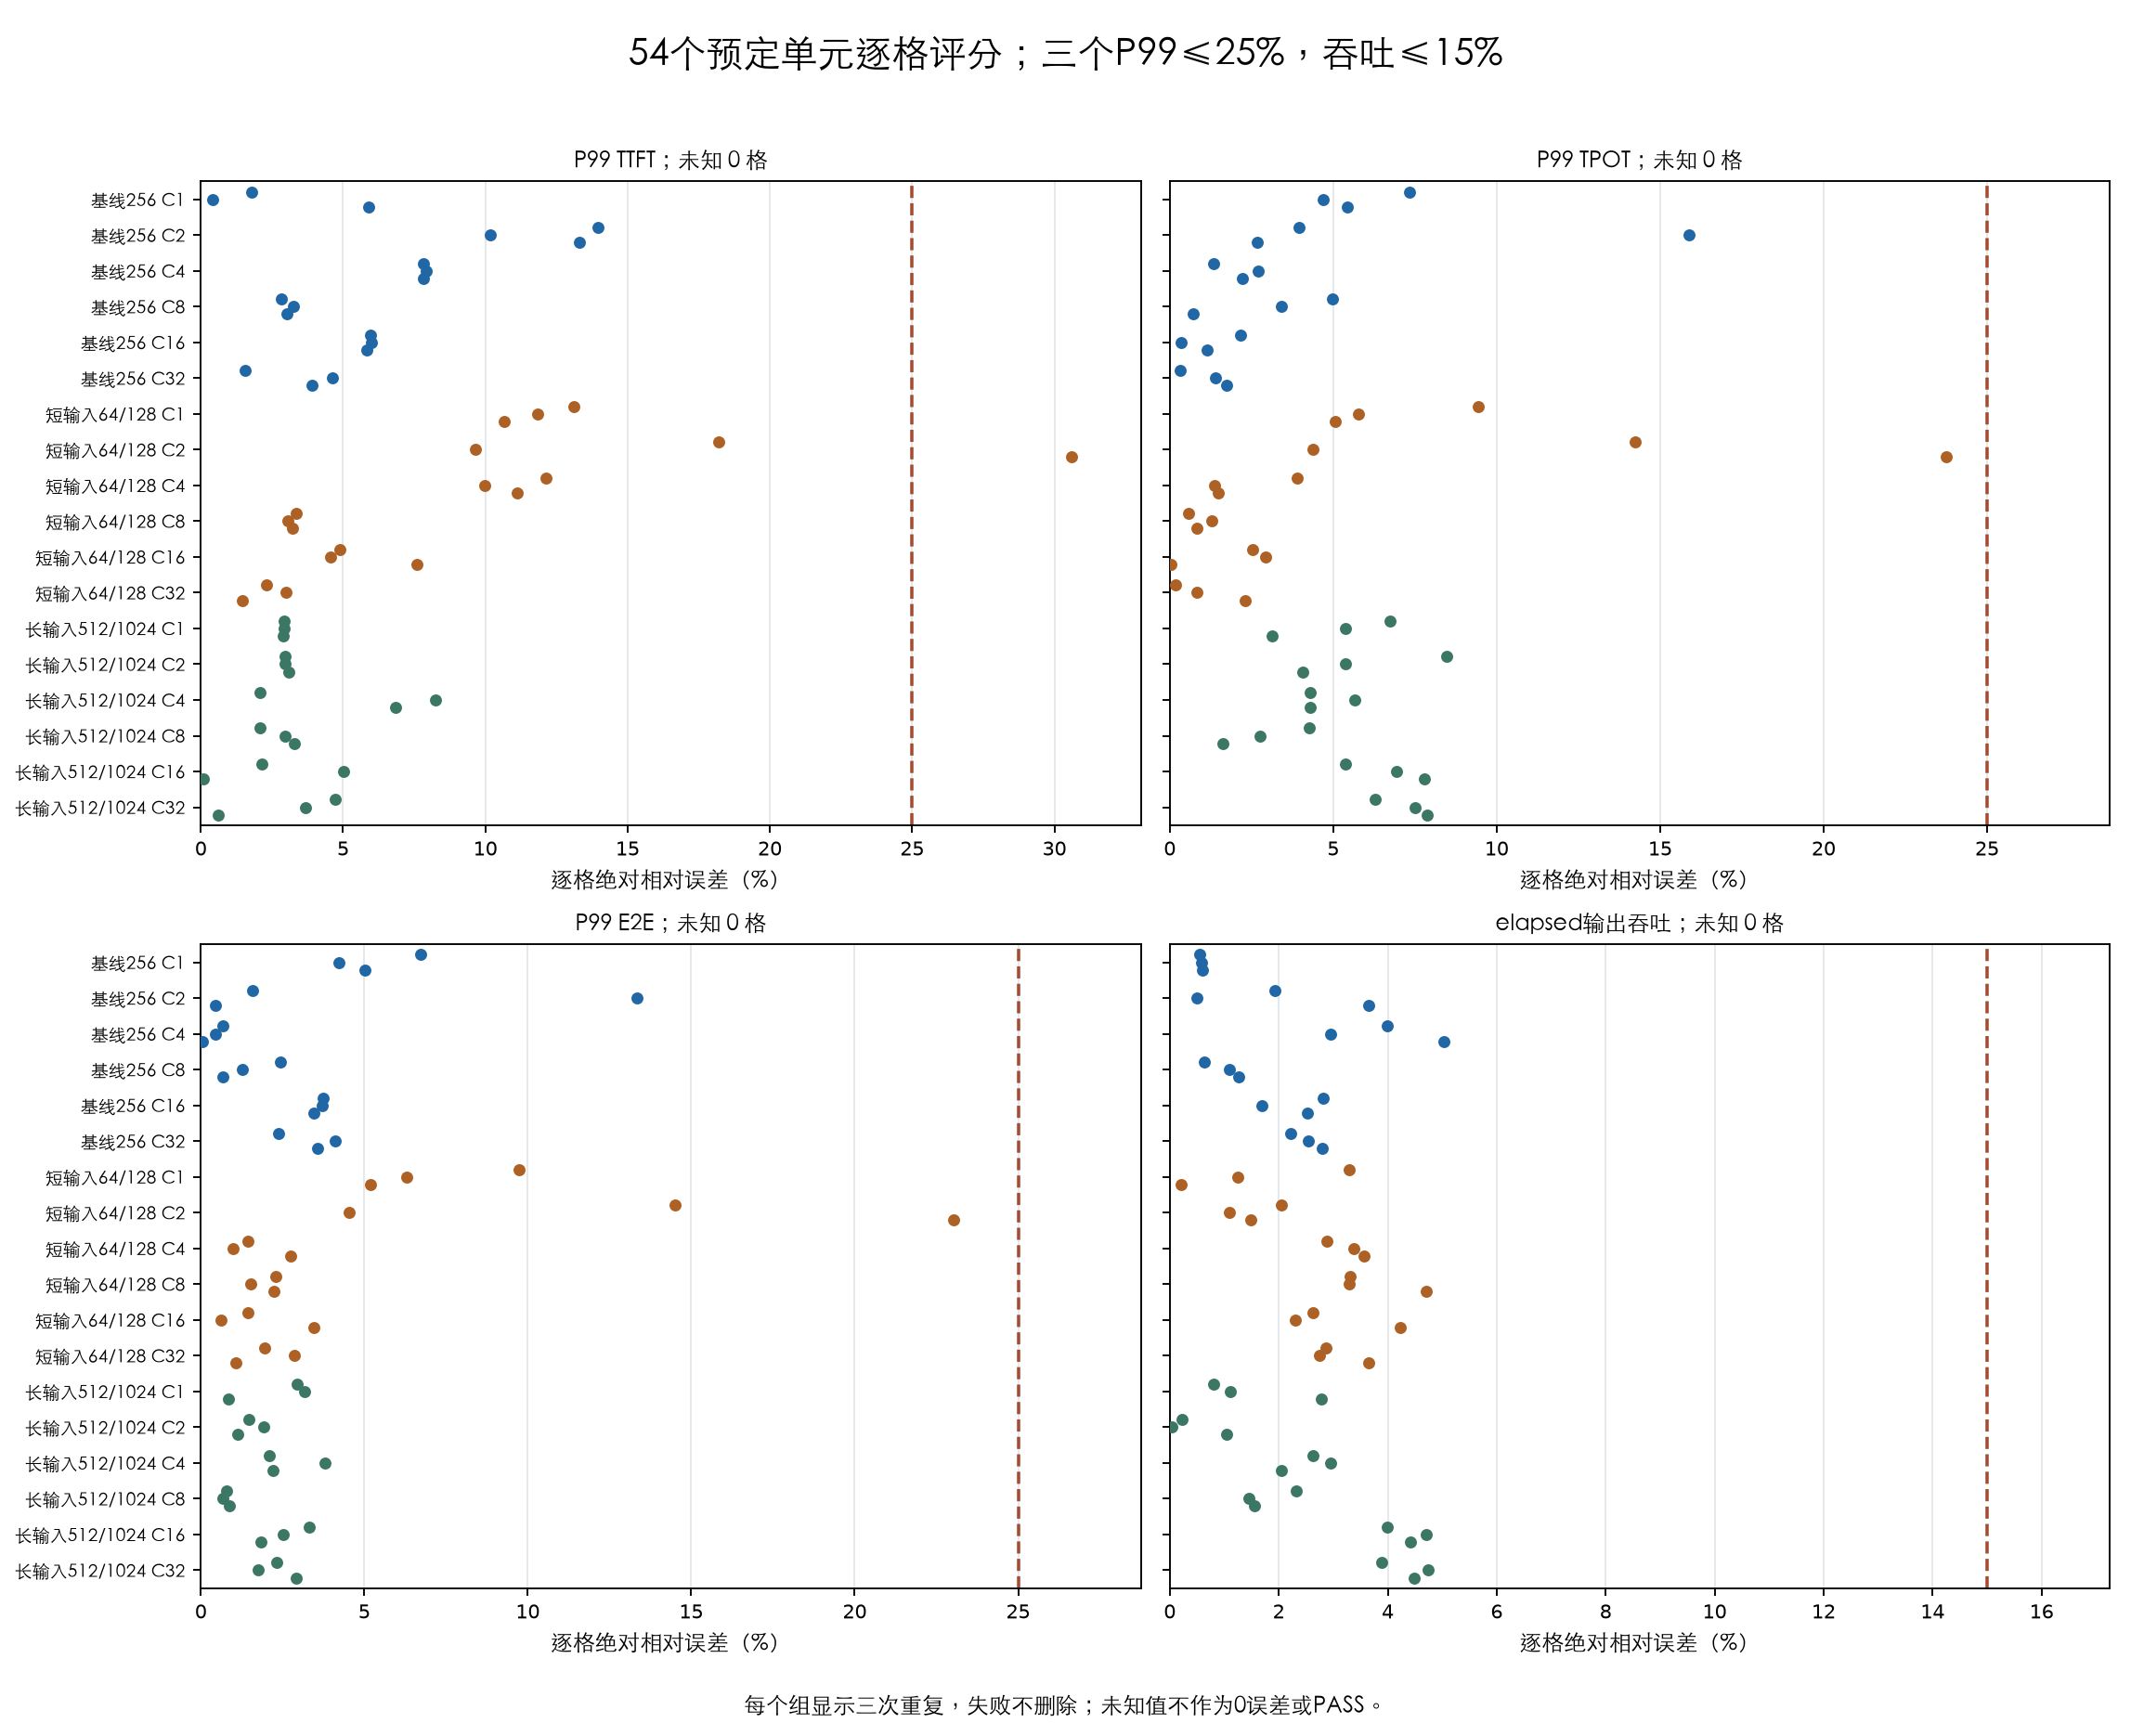 54个预定单元逐格评分；三个P99≤25%，吞吐≤15%
P99 TTFT；未知 0 格
基线256 C1
基线256 C2
基线256 C4
基线256 C8
基线256 C16
基线256 C32
短输入64/128 C1
短输入64/128 C2
短输入64/128 C4
短输入64/128 C8
短输入64/128 C16
短输入64/128 C32
长输入512/1024 C1
长输入512/1024 C2
长输入512/1024 C4
长输入512/1024 C8
长输入512/1024 C16
长输入512/1024 C32
0 5 10 15 20 25 30
逐格绝对相对误差（%）
P99 TPOT；未知 0 格
0 5 10 15 20 25
逐格绝对相对误差（%）
P99 E2E；未知 0 格
基线256 C1
基线256 C2
基线256 C4
基线256 C8
基线256 C16
基线256 C32
短输入64/128 C1
短输入64/128 C2
短输入64/128 C4
短输入64/128 C8
短输入64/128 C16
短输入64/128 C32
长输入512/1024 C1
长输入512/1024 C2
长输入512/1024 C4
长输入512/1024 C8
长输入512/1024 C16
长输入512/1024 C32
0 5 10 15 20 25
逐格绝对相对误差（%）
elapsed输出吞吐；未知 0 格
0 2 4 6 8 10 12 14 16
逐格绝对相对误差（%）
每个组显示三次重复，失败不删除；未知值不作为0误差或PASS。